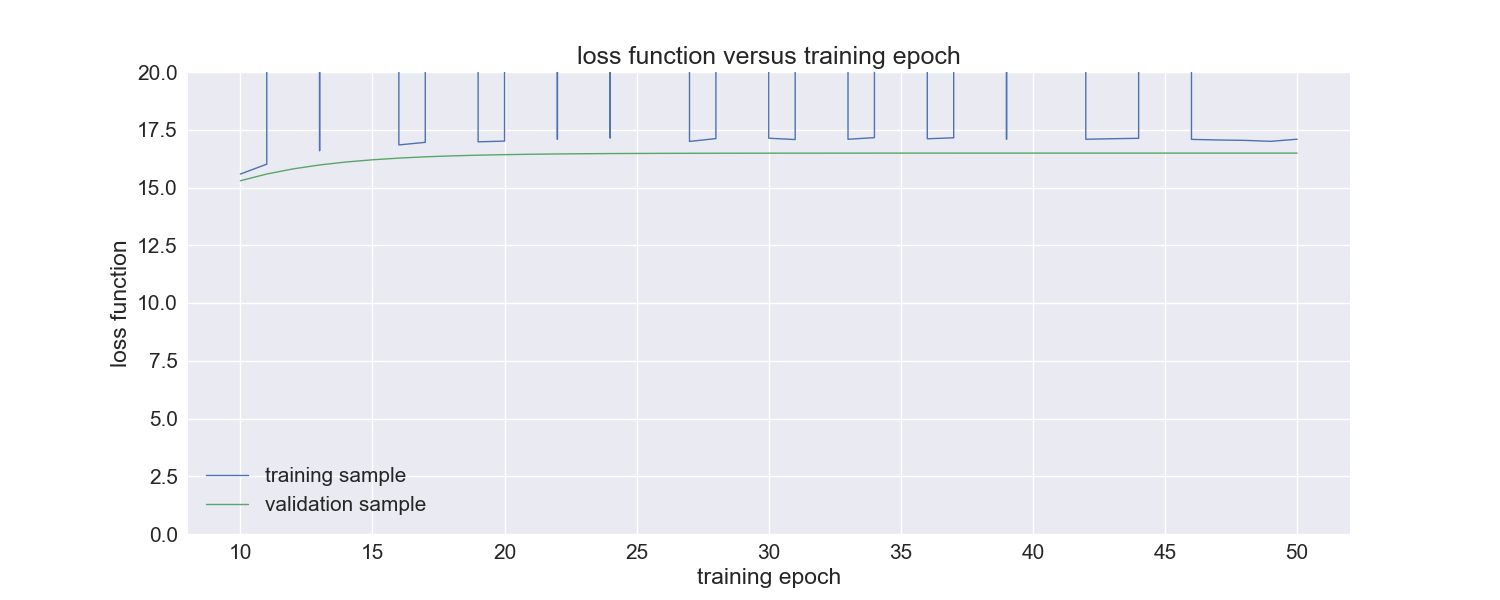 loss function versus training epoch
20.0
17.5
15.0
12.5
10.0
7.5
5.0
2.5
0.0
loss function
training sample
validation sample
10 15 20 25 30 35 40 45 50
training epoch